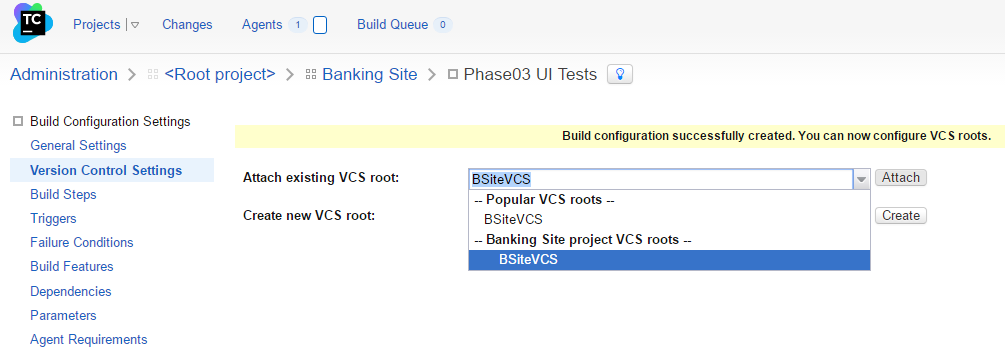 TC
Projects | Changes Agents 1 Build Queue 0
Administration > <Root project> > Banking Site > Phase03 UI Tests
Build Configuration Settings
General Settings
Version Control Settings
Build Steps
Triggers
Failure Conditions
Build Features
Dependencies
Parameters
Agent Requirements
Build configuration successfully created. You can now configure VCS roots.
Attach existing VCS root: BSiteVCS Attach
-- Popular VCS roots --
BSiteVCS
-- Banking Site project VCS roots --
BSiteVCS
Create new VCS root: Create